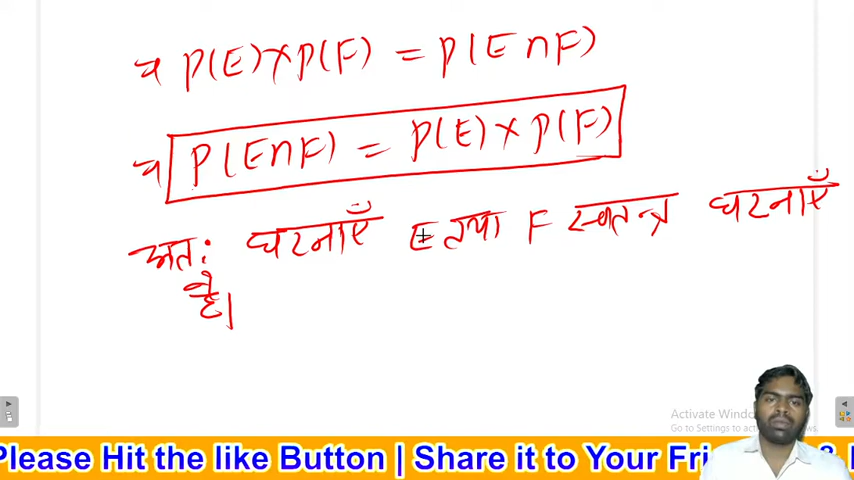 ⇒ P(E)×P(F) = P(E∩F)
⇒ P(E∩F) = P(E)×P(F)
अतः घटनाएँ E तथा F स्वतन्त्र घटनाएँ
है।
Activate Windo
Go to Settings to act
Please Hit the like Button | Share it to Your Fri &